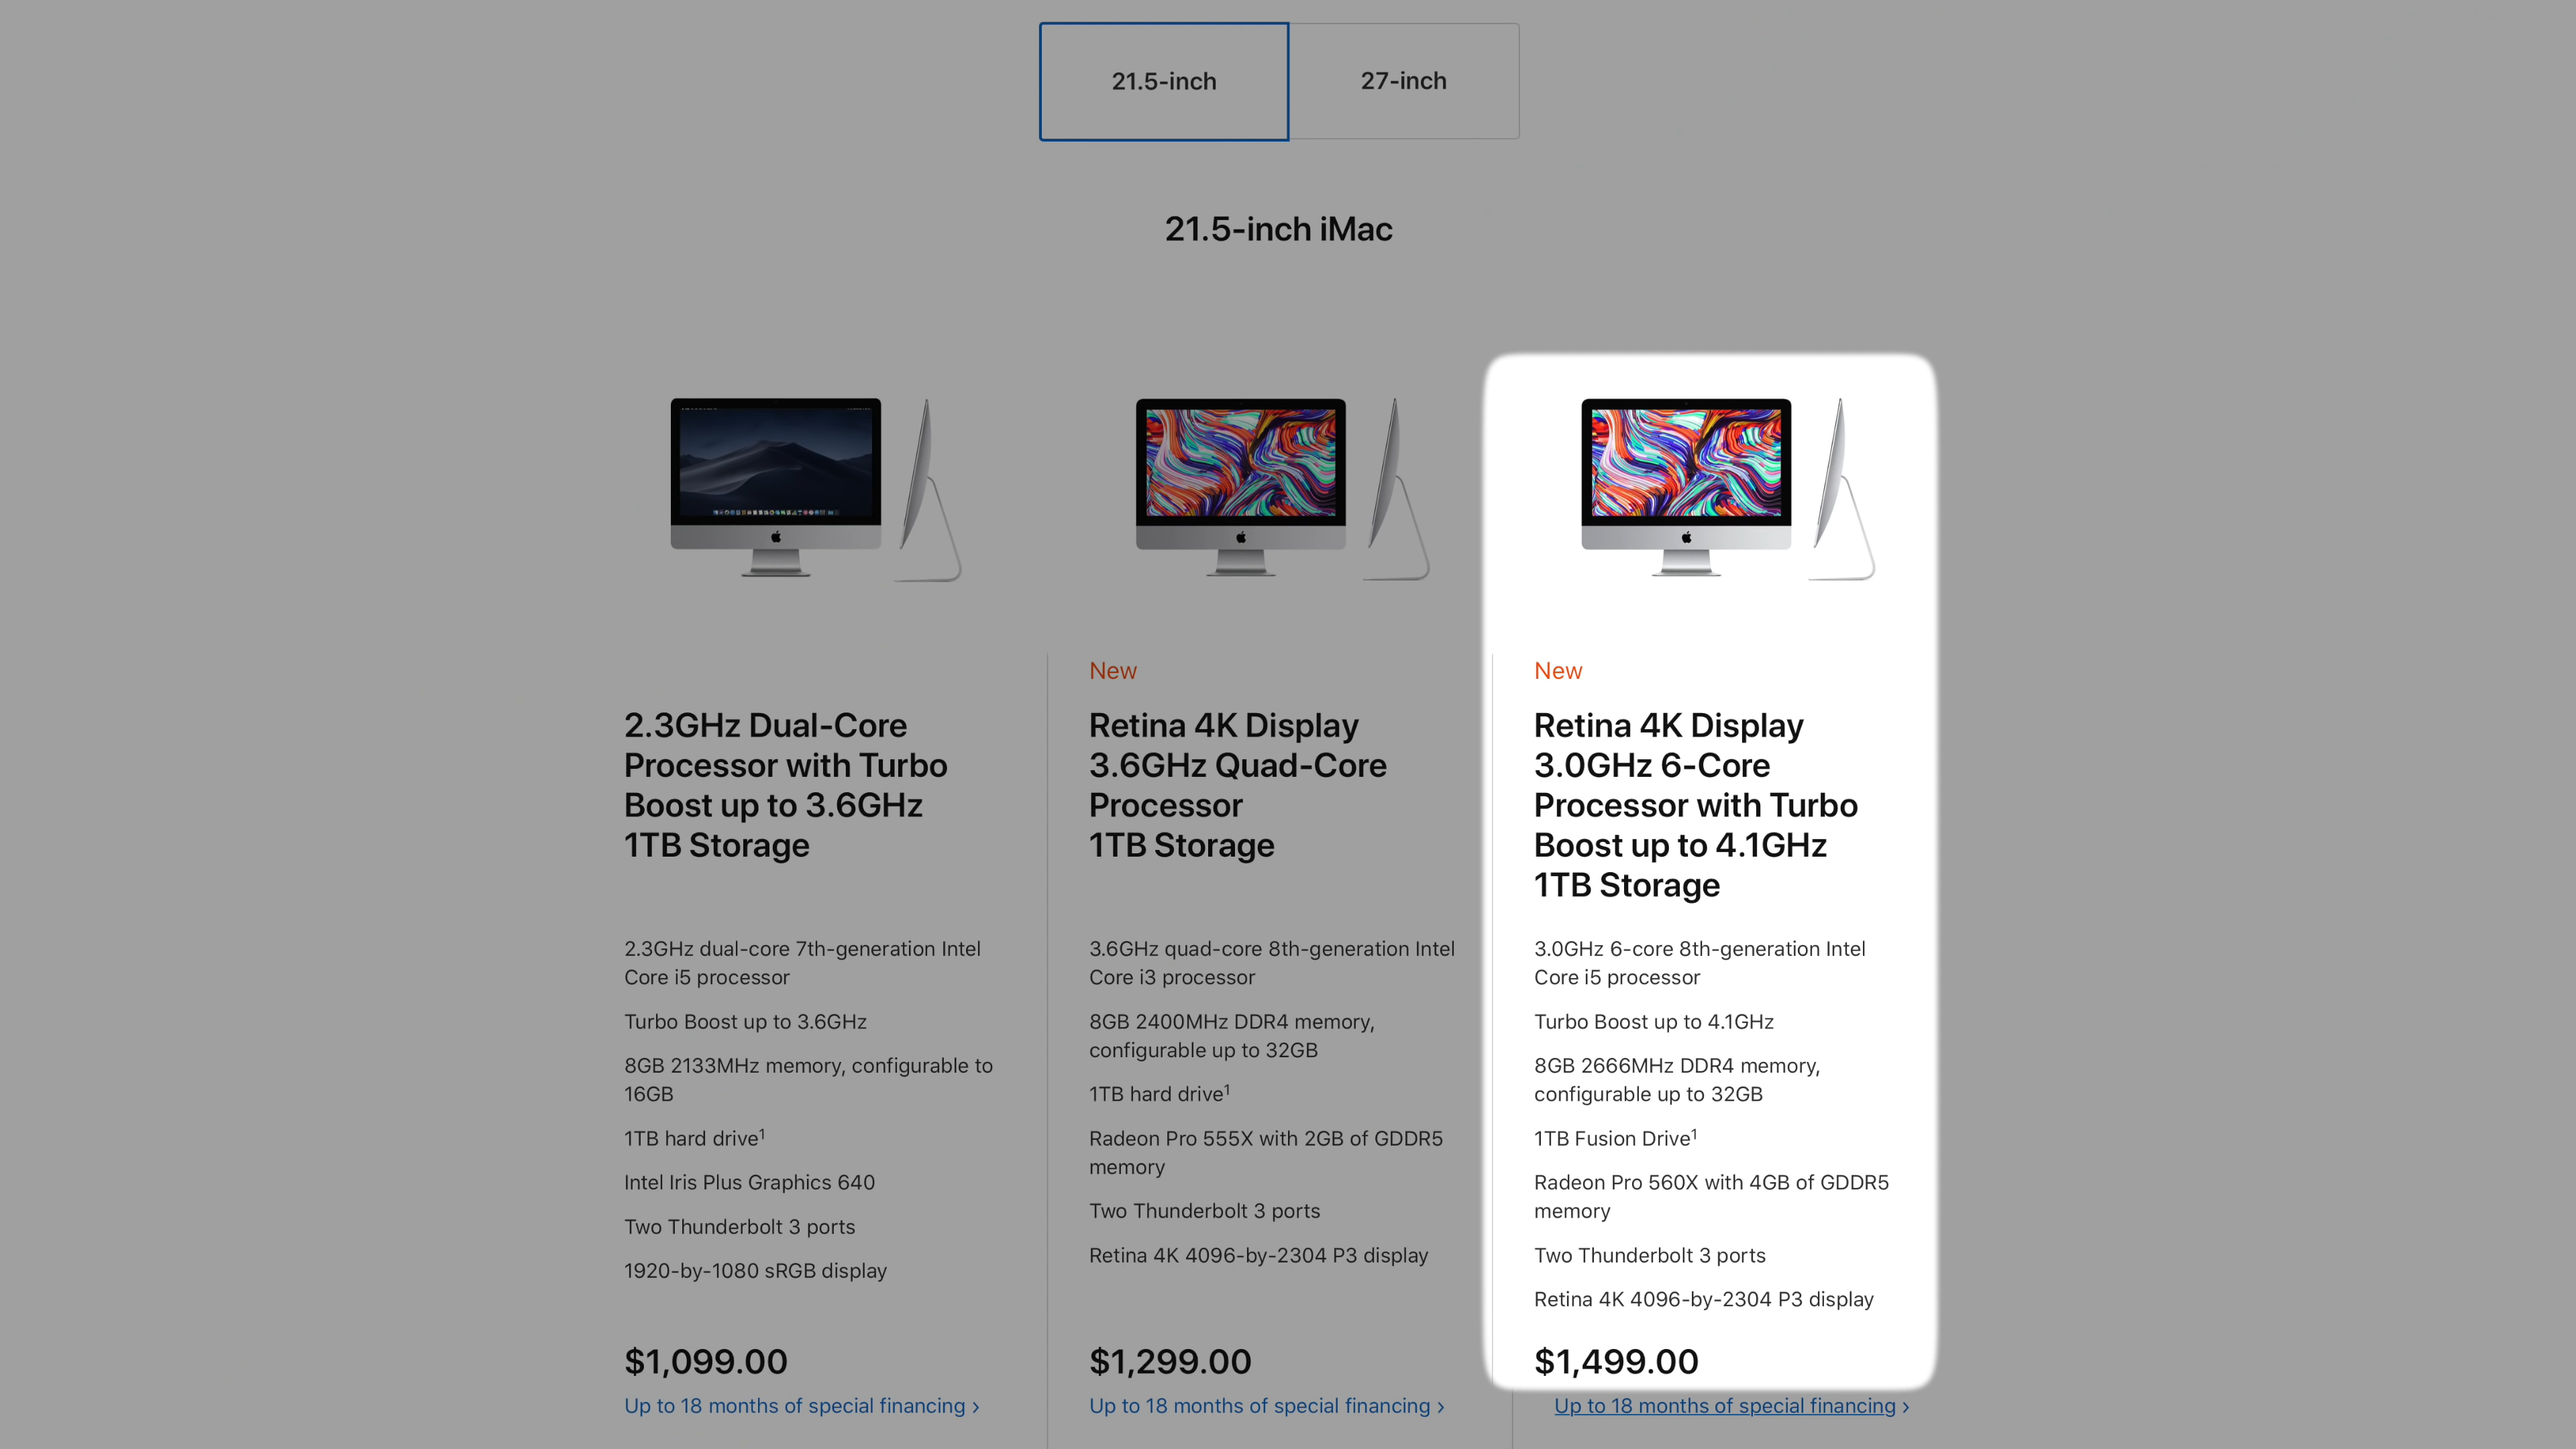 21.5-inch
27-inch
21.5-inch iMac
2.3GHz Dual-Core
Processor with Turbo
Boost up to 3.6GHz
1TB Storage
2.3GHz dual-core 7th-generation Intel
Core i5 processor
Turbo Boost up to 3.6GHz
8GB 2133MHz memory, configurable to
16GB
1TB hard drive¹
Intel Iris Plus Graphics 640
Two Thunderbolt 3 ports
1920-by-1080 sRGB display
$1,099.00
Up to 18 months of special financing ›
New
Retina 4K Display
3.6GHz Quad-Core
Processor
1TB Storage
3.6GHz quad-core 8th-generation Intel
Core i3 processor
8GB 2400MHz DDR4 memory,
configurable up to 32GB
1TB hard drive¹
Radeon Pro 555X with 2GB of GDDR5
memory
Two Thunderbolt 3 ports
Retina 4K 4096-by-2304 P3 display
$1,299.00
Up to 18 months of special financing ›
New
Retina 4K Display
3.0GHz 6-Core
Processor with Turbo
Boost up to 4.1GHz
1TB Storage
3.0GHz 6-core 8th-generation Intel
Core i5 processor
Turbo Boost up to 4.1GHz
8GB 2666MHz DDR4 memory,
configurable up to 32GB
1TB Fusion Drive¹
Radeon Pro 560X with 4GB of GDDR5
memory
Two Thunderbolt 3 ports
Retina 4K 4096-by-2304 P3 display
$1,499.00
Up to 18 months of special financing ›